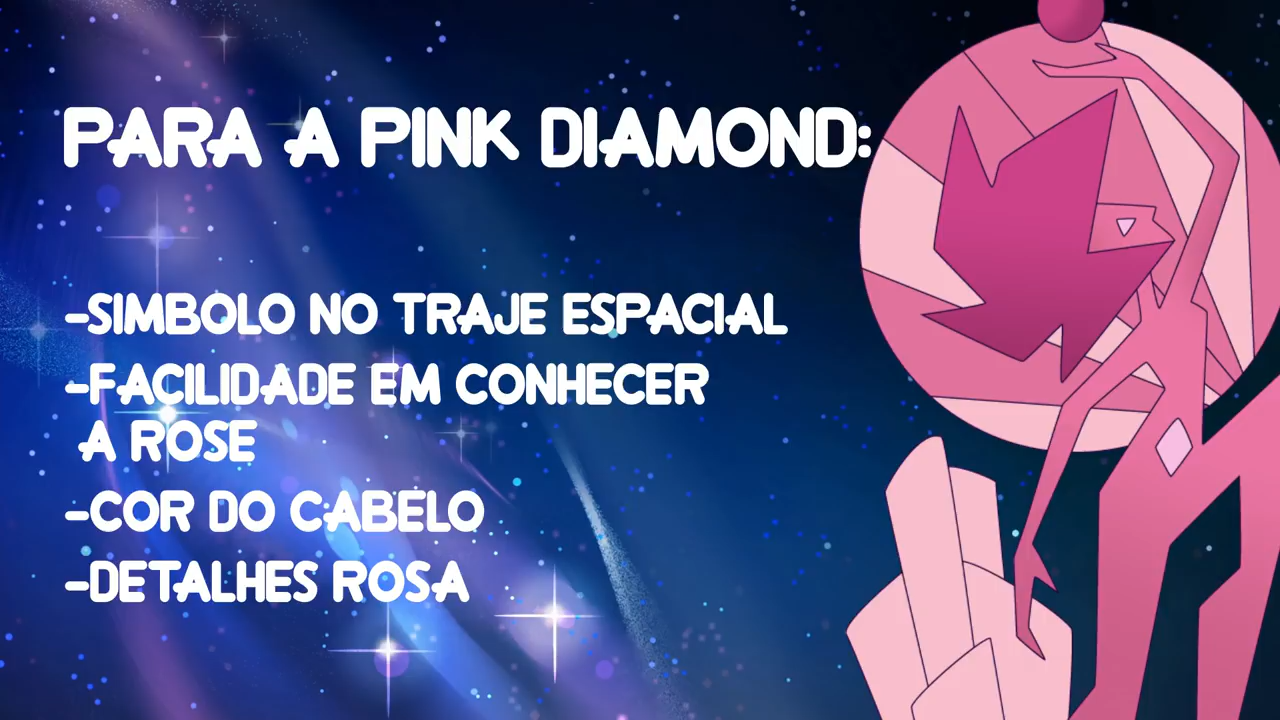 PARA A PINK DIAMOND:
-SIMBOLO NO TRAJE ESPACIAL
-FACILIDADE EM CONHECER
A ROSE
-COR DO CABELO
-DETALHES ROSA